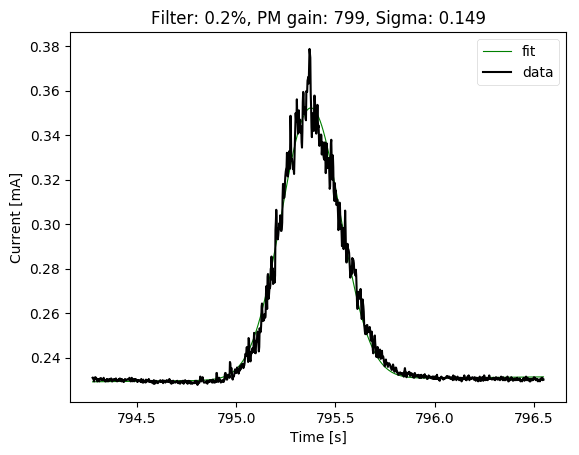 Filter: 0.2%, PM gain: 799, Sigma: 0.149
fit
data
Current [mA]
0.38
0.36
0.34
0.32
0.30
0.28
0.26
0.24
794.5 795.0 795.5 796.0 796.5
Time [s]